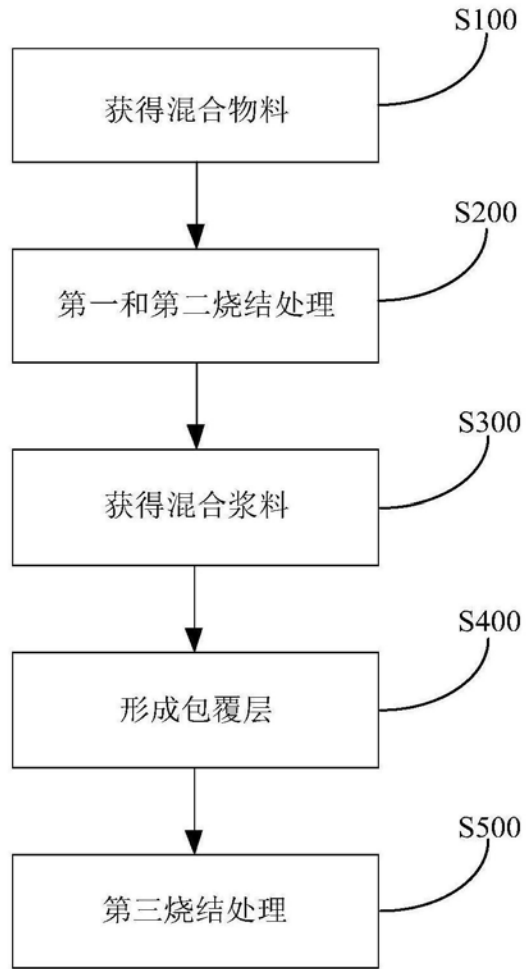 S100
获得混合物料
S200
第一和第二烧结处理
S300
获得混合浆料
S400
形成包覆层
S500
第三烧结处理